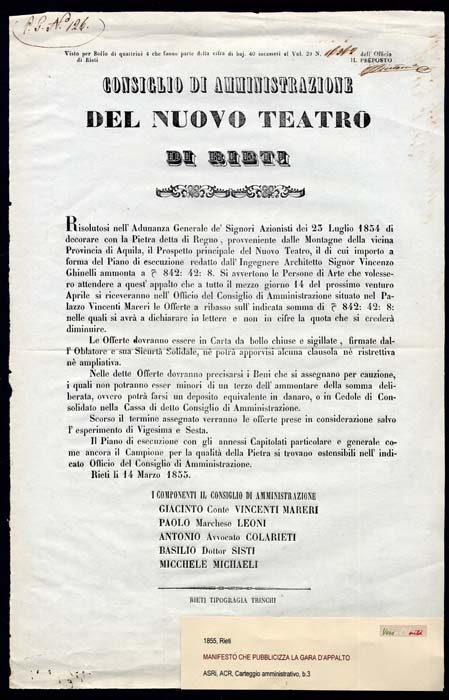 P. S. N.° 126.
Visto per Bollo di quattrini 4 che fanno parte della cifra di baj. 40 incassati al Vol. 29 N. dell'Officio
di Rieti IL PREPOSTO
CONSIGLIO DI AMMINISTRAZIONE
DEL NUOVO TEATRO
DI RIETI
Risolutosi nell'Adunanza Generale de' Signori Azionisti dei 23 Luglio 1854 di
decorare con la Pietra detta di Regno, provveniente dalle Montagne della vicina
Provincia di Aquila, il Prospetto principale del Nuovo Teatro, il di cui importo a
forma del Piano di esecuzione redatto dall'Ingegnere Architetto Signor Vincenzo
Ghinelli ammonta a 842: 42: 8. Si avvertono le Persone di Arte che volesse-
ro attendere a quest'appalto che a tutto il mezzo giorno 14 del prossimo venturo
Aprile si riceveranno nell'Officio del Consiglio di Amministrazione situato nel Pa-
lazzo Vincenti Mareri le Offerte a ribasso sull'indicata somma di 842: 42: 8:
nelle quali si avrà a dichiarare in lettere e non in cifre la quota che si crederà
diminuire.
Le Offerte dovranno essere in Carta da bollo chiuse e sigillate, firmate dal-
l'Oblatore e sua Sicurtà Solidale, nè potrà apporvisi alcuna clausola nè ristrettiva
nè ampliativa.
Nelle dette Offerte dovranno precisarsi i Beni che si assegnano per cauzione,
i quali non potranno esser minori di un terzo dell'ammontare della somma deli-
berata, ovvero potrà farsi un deposito equivalente in danaro, o in Cedole di Con-
solidato nella Cassa di detto Consiglio di Amministrazione.
Scorso il termine assegnato verranno le offerte prese in considerazione salvo
l'esperimento di Vigesima e Sesta.
Il Piano di esecuzione con gli annessi Capitolati particolare e generale co-
me ancora il Campione per la qualità della Pietra si trovano ostensibili nell'indi-
cato Officio del Consiglio di Amministrazione.
Rieti li 14 Marzo 1855.
I COMPONENTI IL CONSIGLIO DI AMMINISTRAZIONE
GIACINTO Conte VINCENTI MARERI
PAOLO Marchese LEONI
ANTONIO Avvocato COLARIETI
BASILIO Dottor SISTI
MICCHELE MICHAELI
RIETI TIPOGRAGIA TRINCHI
1855, Rieti
MANIFESTO CHE PUBBLICIZZA LA GARA D'APPALTO
ASRi, ACR, Carteggio amministrativo, b.3